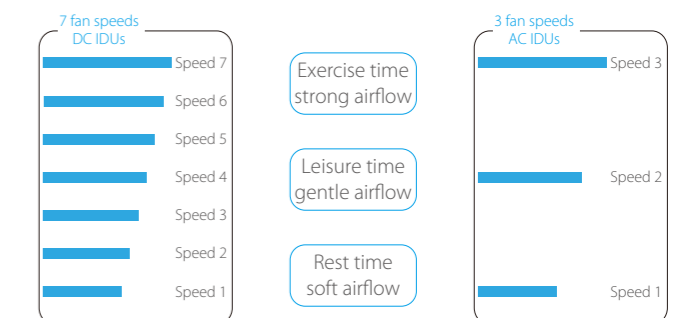 7 fan speeds
DC IDUs
Speed 7
Speed 6
Speed 5
Speed 4
Speed 3
Speed 2
Speed 1
Exercise time
strong airflow
Leisure time
gentle airflow
Rest time
soft airflow
3 fan speeds
AC IDUs
Speed 3
Speed 2
Speed 1